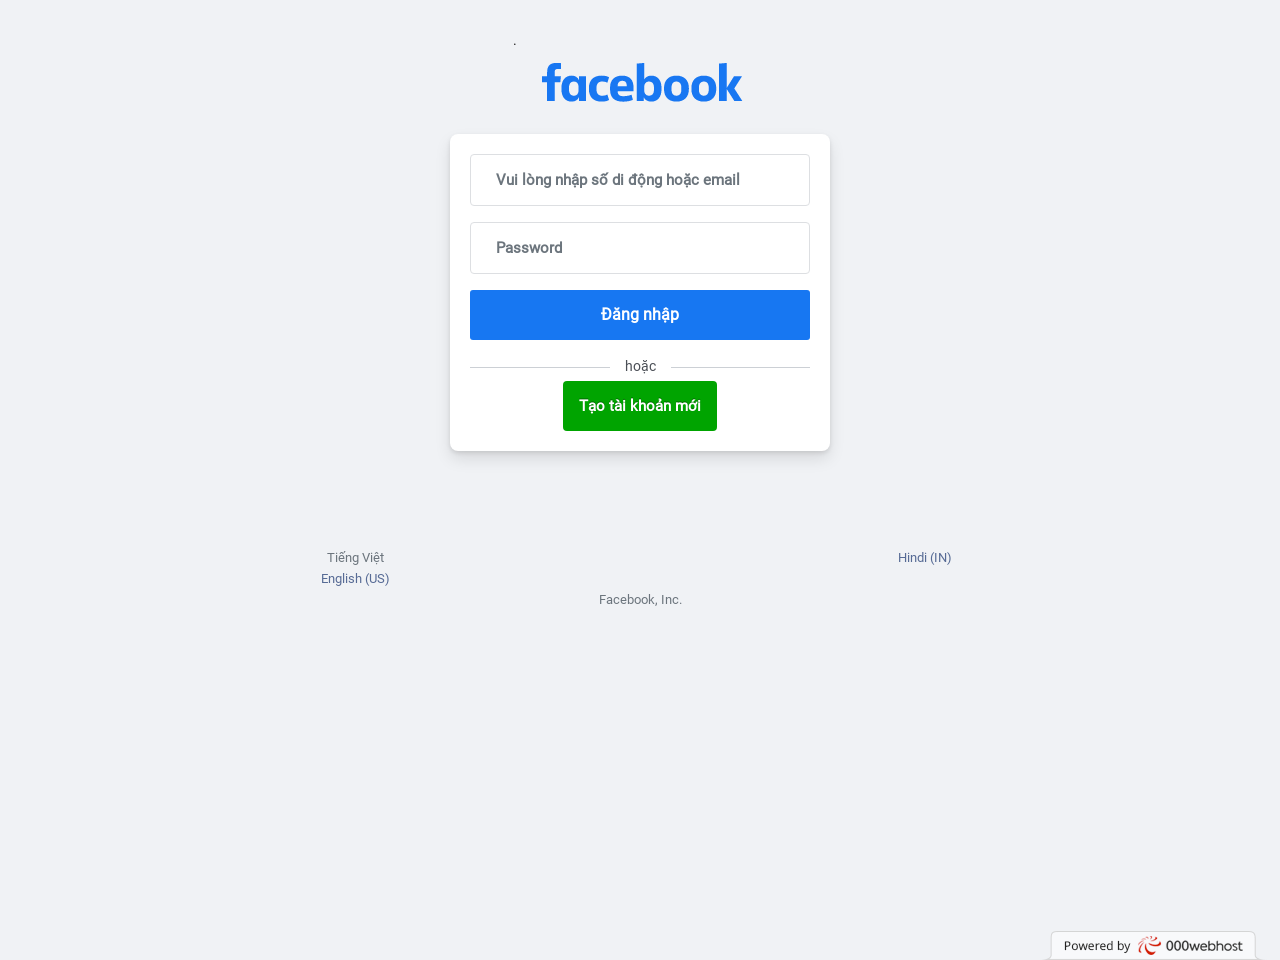 .
facebook
Vui lòng nhập số di động hoặc email
Password
Đăng nhập
hoặc
Tạo tài khoản mới
Tiếng Việt
Hindi (IN)
English (US)
Facebook, Inc.
Powered by 000webhost